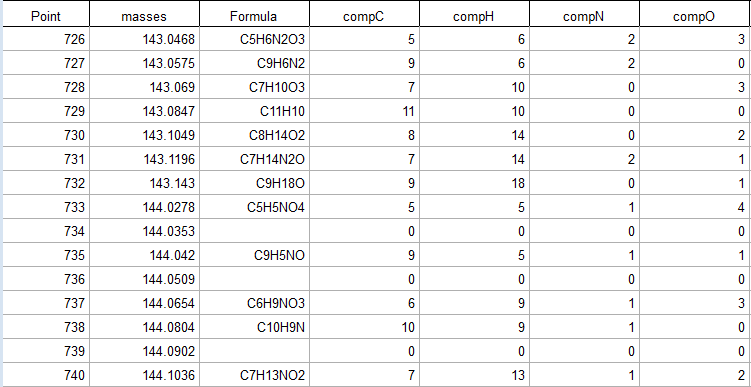 Point masses Formula compC compH compN compO
726 143.0468 C5H6N2O3 5 6 2 3
727 143.0575 C9H6N2 9 6 2 0
728 143.069 C7H10O3 7 10 0 3
729 143.0847 C11H10 11 10 0 0
730 143.1049 C8H14O2 8 14 0 2
731 143.1196 C7H14N2O 7 14 2 1
732 143.143 C9H18O 9 18 0 1
733 144.0278 C5H5NO4 5 5 1 4
734 144.0353 0 0 0 0
735 144.042 C9H5NO 9 5 1 1
736 144.0509 0 0 0 0
737 144.0654 C6H9NO3 6 9 1 3
738 144.0804 C10H9N 10 9 1 0
739 144.0902 0 0 0 0
740 144.1036 C7H13NO2 7 13 1 2